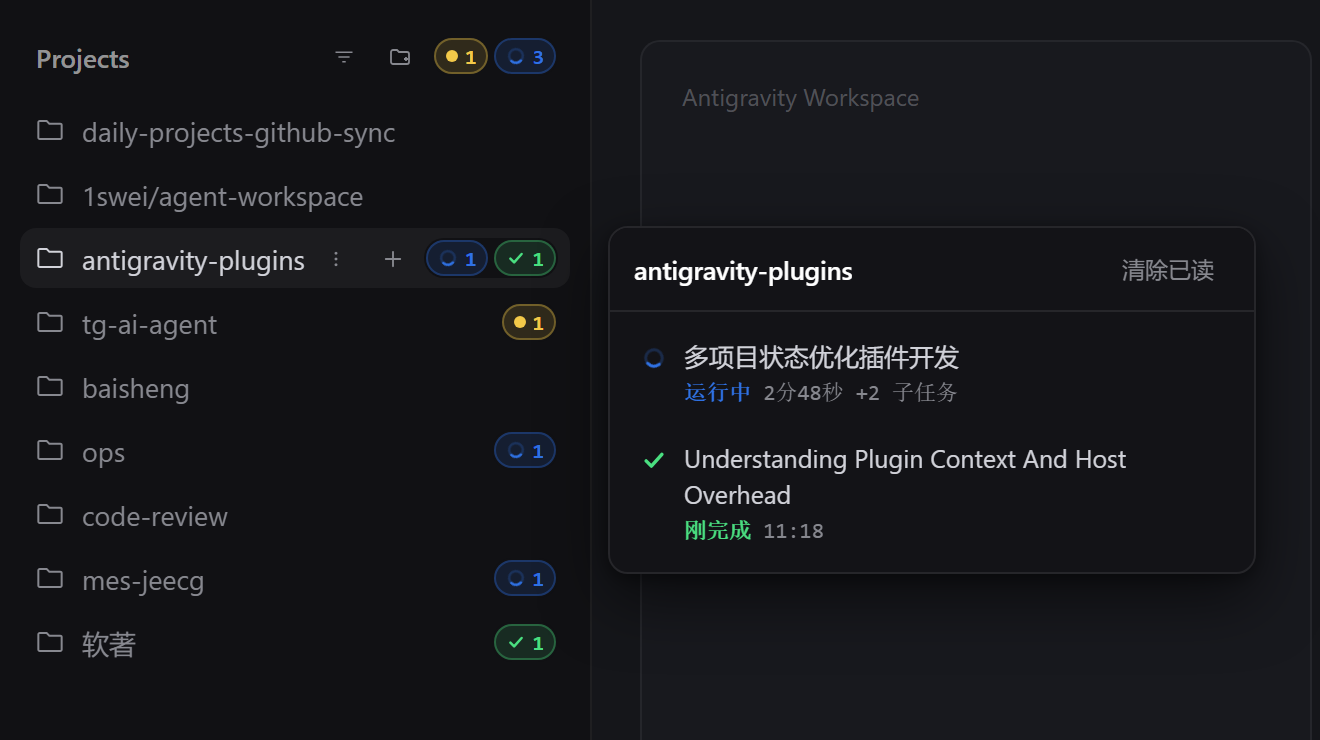 Projects 1 3
daily-projects-github-sync
1swei/agent-workspace
antigravity-plugins 1 1
tg-ai-agent 1
baisheng
ops 1
code-review
mes-jeecg 1
软著 1
Antigravity Workspace
antigravity-plugins 清除已读
多项目状态优化插件开发
运行中 2分48秒 +2 子任务
Understanding Plugin Context And Host
Overhead
刚完成 11:18